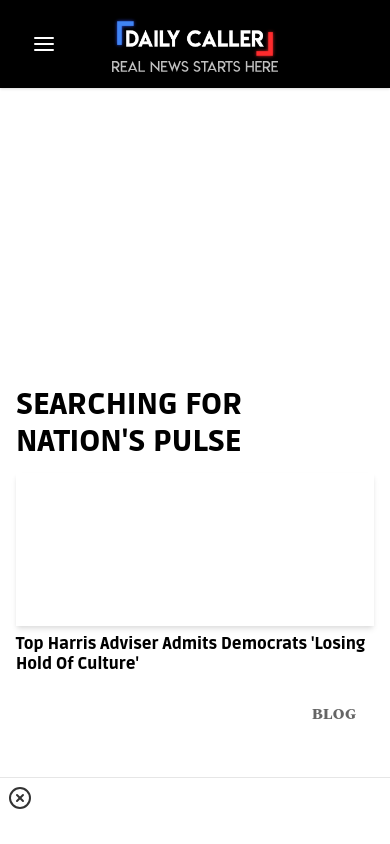 DAILY CALLER
REAL NEWS STARTS HERE
SEARCHING FOR
NATION'S PULSE
Top Harris Adviser Admits Democrats 'Losing
Hold Of Culture'
BLOG